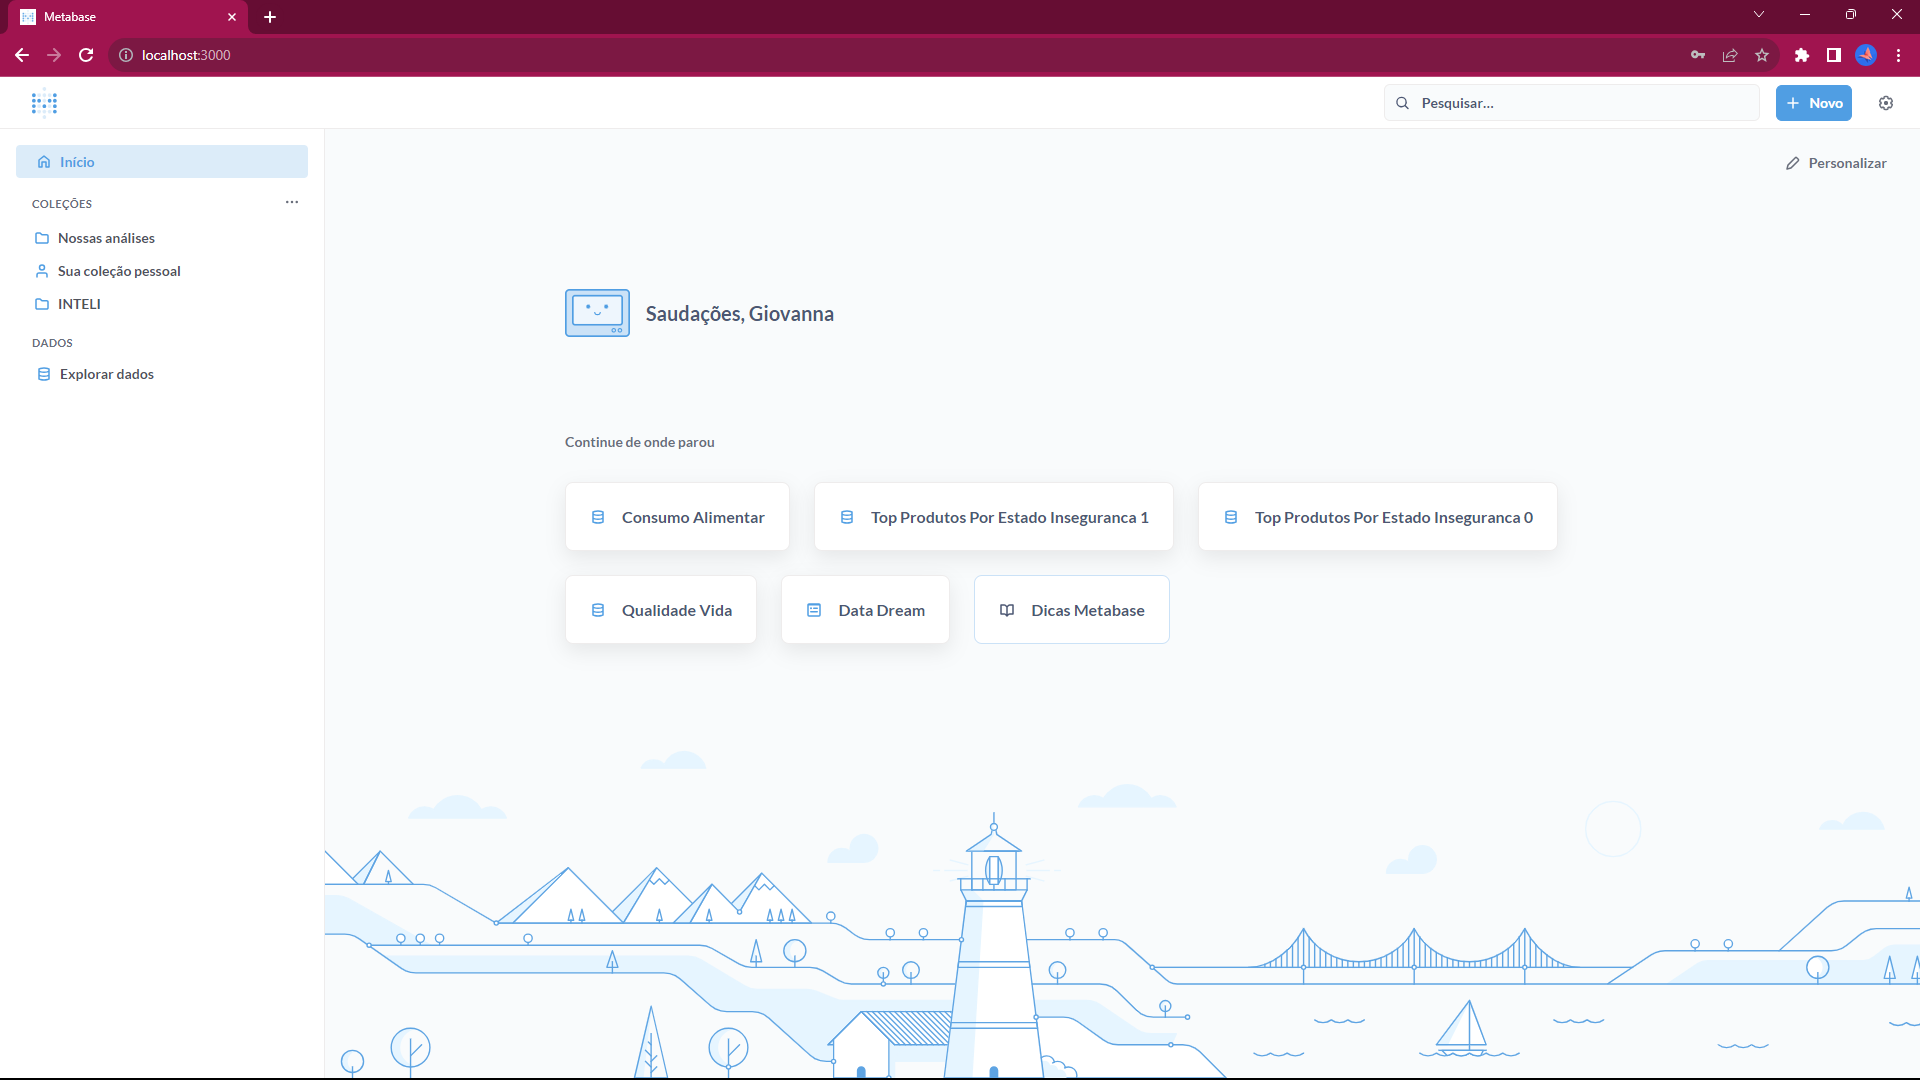 Metabase
localhost:3000
Pesquisar...
Novo
Início
Personalizar
COLEÇÕES
Nossas análises
Sua coleção pessoal
INTELI
DADOS
Explorar dados
Saudações, Giovanna
Continue de onde parou
Consumo Alimentar
Top Produtos Por Estado Inseguranca 1
Top Produtos Por Estado Inseguranca 0
Qualidade Vida
Data Dream
Dicas Metabase